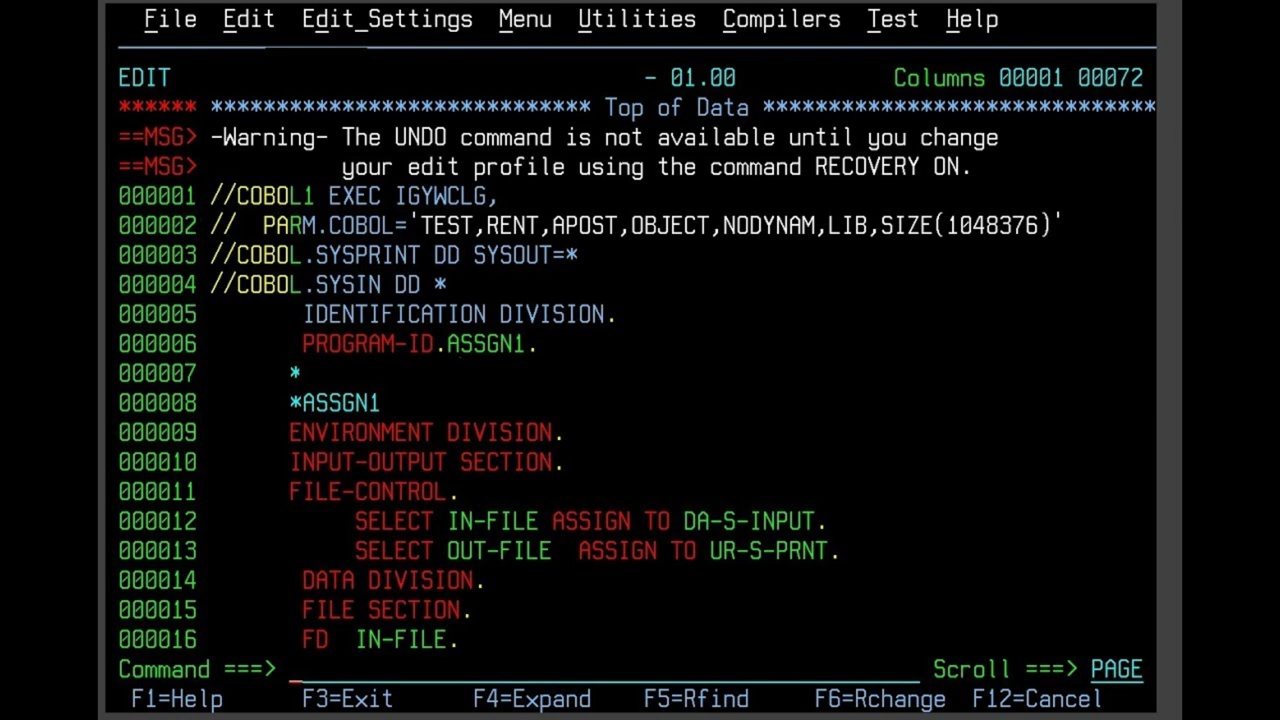 File Edit Edit_Settings Menu Utilities Compilers Test Help
EDIT - 01.00 Columns 00001 00072
****** ***************************** Top of Data ******************************
==MSG> -Warning- The UNDO command is not available until you change
==MSG> your edit profile using the command RECOVERY ON.
000001 //COBOL1 EXEC IGYWCLG,
000002 // PARM.COBOL='TEST,RENT,APOST,OBJECT,NODYNAM,LIB,SIZE(1048376)'
000003 //COBOL.SYSPRINT DD SYSOUT=*
000004 //COBOL.SYSIN DD *
000005 IDENTIFICATION DIVISION.
000006 PROGRAM-ID.ASSGN1.
000007 *
000008 *ASSGN1
000009 ENVIRONMENT DIVISION.
000010 INPUT-OUTPUT SECTION.
000011 FILE-CONTROL.
000012 SELECT IN-FILE ASSIGN TO DA-S-INPUT.
000013 SELECT OUT-FILE  ASSIGN TO UR-S-PRNT.
000014 DATA DIVISION.
000015 FILE SECTION.
000016 FD  IN-FILE.
Command ===> Scroll ===> PAGE
F1=Help F3=Exit F4=Expand F5=Rfind F6=Rchange F12=Cancel